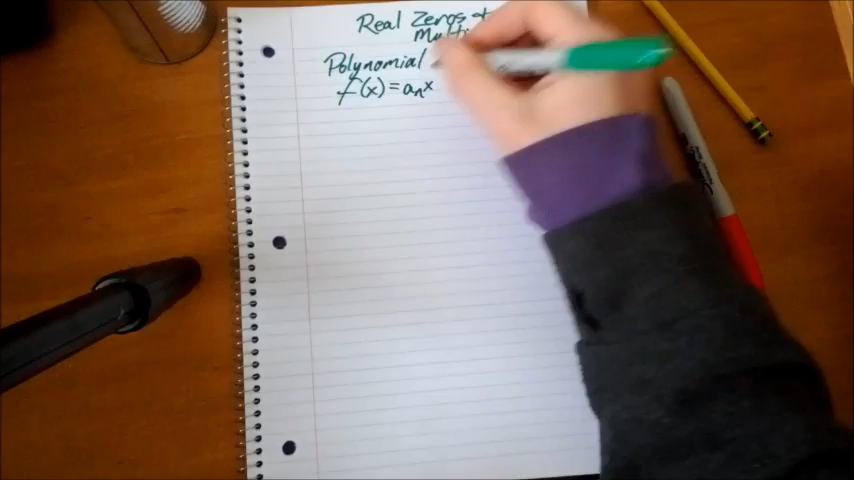 Real Zeros +
Polynomial
f(x) = aₙx